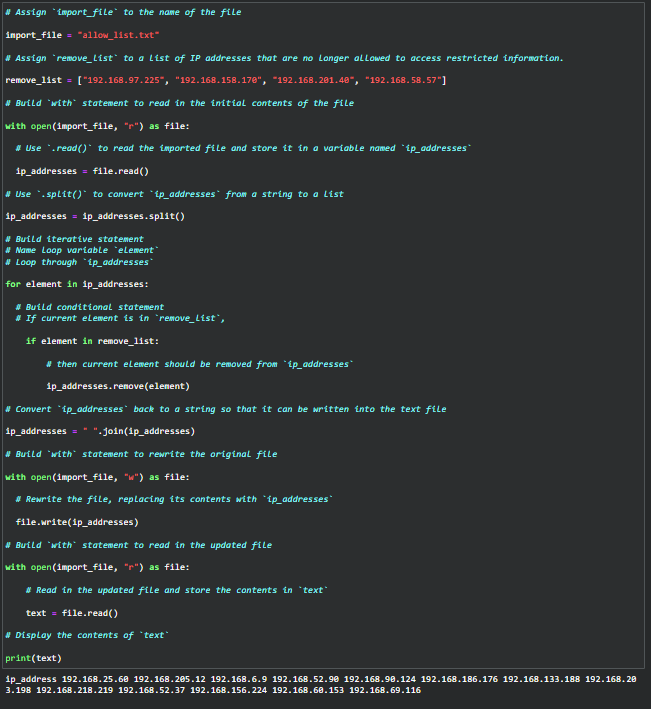 # Assign `import_file` to the name of the file
import_file = "allow_list.txt"
# Assign `remove_list` to a list of IP addresses that are no longer allowed to access restricted information.
remove_list = ["192.168.97.225", "192.168.158.170", "192.168.201.40", "192.168.58.57"]
# Build `with` statement to read in the initial contents of the file
with open(import_file, "r") as file:
# Use `.read()` to read the imported file and store it in a variable named `ip_addresses`
ip_addresses = file.read()
# Use `.split()` to convert `ip_addresses` from a string to a list
ip_addresses = ip_addresses.split()
# Build iterative statement
# Name loop variable `element`
# Loop through `ip_addresses`
for element in ip_addresses:
# Build conditional statement
# If current element is in `remove_list`,
if element in remove_list:
# then current element should be removed from `ip_addresses`
ip_addresses.remove(element)
# Convert `ip_addresses` back to a string so that it can be written into the text file
ip_addresses = " ".join(ip_addresses)
# Build `with` statement to rewrite the original file
with open(import_file, "w") as file:
# Rewrite the file, replacing its contents with `ip_addresses`
file.write(ip_addresses)
# Build `with` statement to read in the updated file
with open(import_file, "r") as file:
# Read in the updated file and store the contents in `text`
text = file.read()
# Display the contents of `text`
print(text)
ip_address 192.168.25.60 192.168.205.12 192.168.6.9 192.168.52.90 192.168.90.124 192.168.186.176 192.168.133.188 192.168.20
3.198 192.168.218.219 192.168.52.37 192.168.156.224 192.168.60.153 192.168.69.116